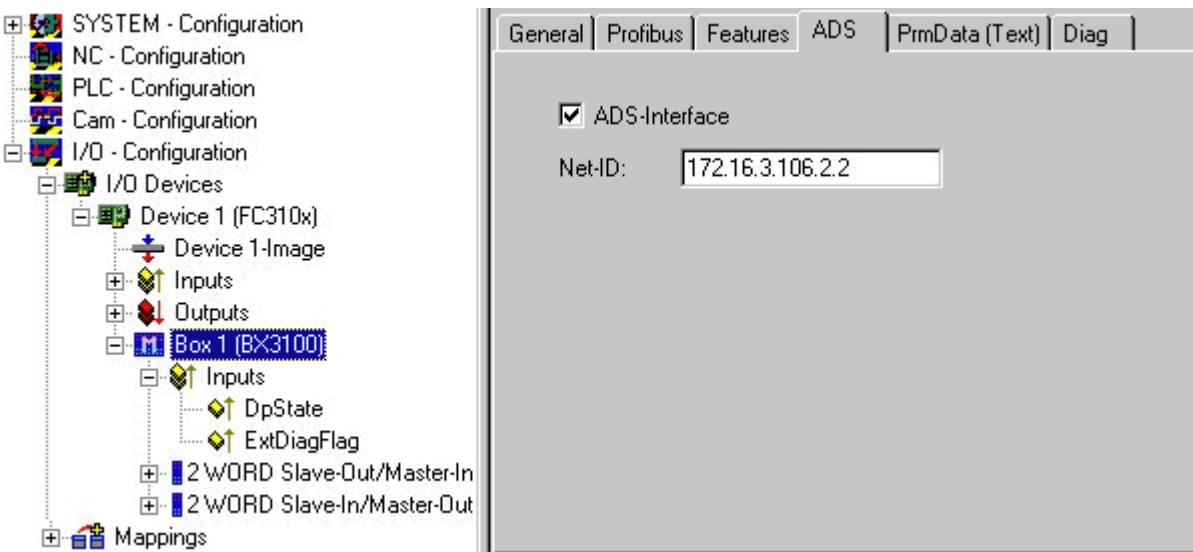 SYSTEM - Configuration
NC - Configuration
PLC - Configuration
Cam - Configuration
I/O - Configuration
I/O Devices
Device 1 (FC310x)
Device 1-Image
Inputs
Outputs
Box 1 (BX3100)
Inputs
DpState
ExtDiagFlag
2 WORD Slave-Out/Master-In
2 WORD Slave-In/Master-Out
Mappings
General Profibus Features ADS PrmData (Text) Diag
ADS-Interface
Net-ID: 172.16.3.106.2.2